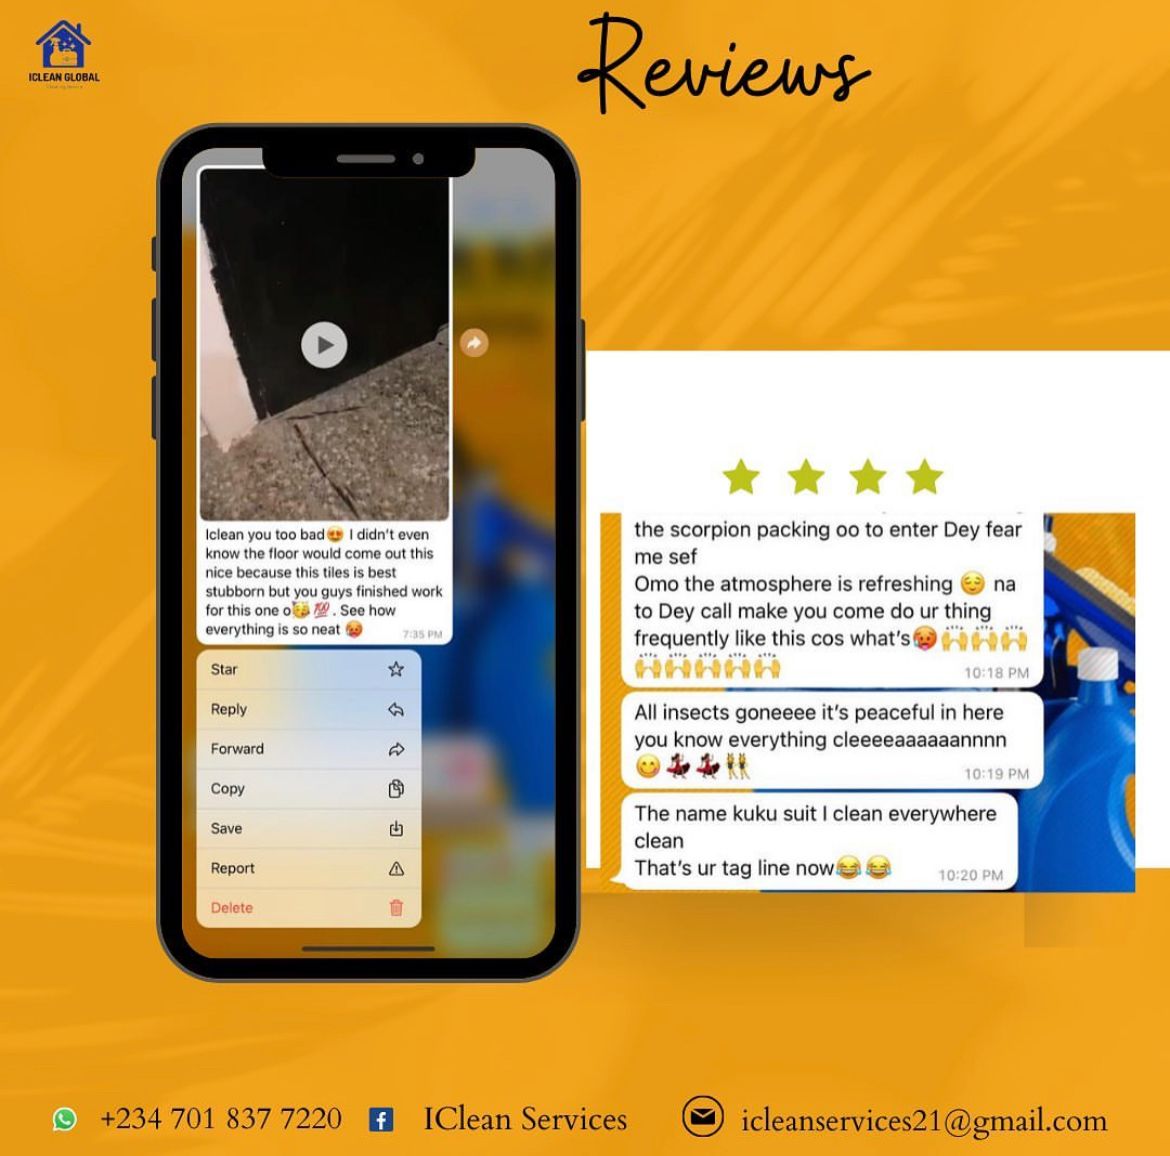 ICLEAN GLOBAL
Cleaning Service
Reviews
Iclean you too bad😍 I didn't even
know the floor would come out this
nice because this tiles is best
stubborn but you guys finished work
for this one o🥳 💯 . See how
everything is so neat 🥵
7:35 PM
Star
Reply
Forward
Copy
Save
Report
Delete
the scorpion packing oo to enter Dey fear
me sef
Omo the atmosphere is refreshing 😌 na
to Dey call make you come do ur thing
frequently like this cos what's🥵🙌🙌🙌
🙌🙌🙌🙌🙌
10:18 PM
All insects goneeee it's peaceful in here
you know everything cleeeeaaaaaannnn
😋💃💃👯
10:19 PM
The name kuku suit I clean everywhere
clean
That's ur tag line now😂😂
10:20 PM
+234 701 837 7220
IClean Services
icleanservices21@gmail.com